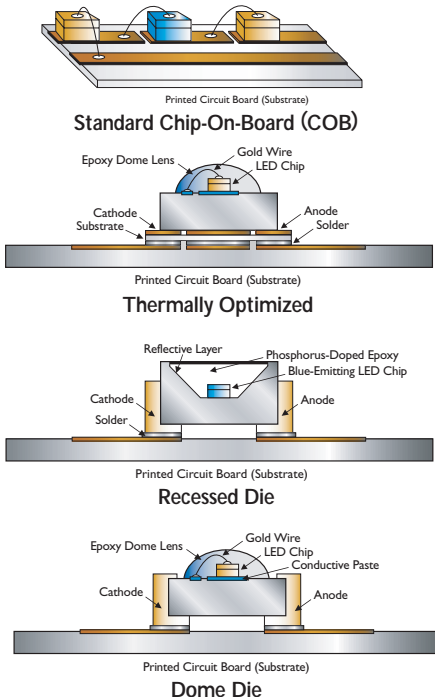 Printed Circuit Board (Substrate)
Standard Chip-On-Board (COB)
Gold Wire
Epoxy Dome Lens
LED Chip
Cathode
Anode
Substrate
Solder
Printed Circuit Board (Substrate)
Thermally Optimized
Reflective Layer
Phosphorus-Doped Epoxy
Blue-Emitting LED Chip
Cathode
Anode
Solder
Printed Circuit Board (Substrate)
Recessed Die
Gold Wire
Epoxy Dome Lens
LED Chip
Conductive Paste
Cathode
Anode
Printed Circuit Board (Substrate)
Dome Die